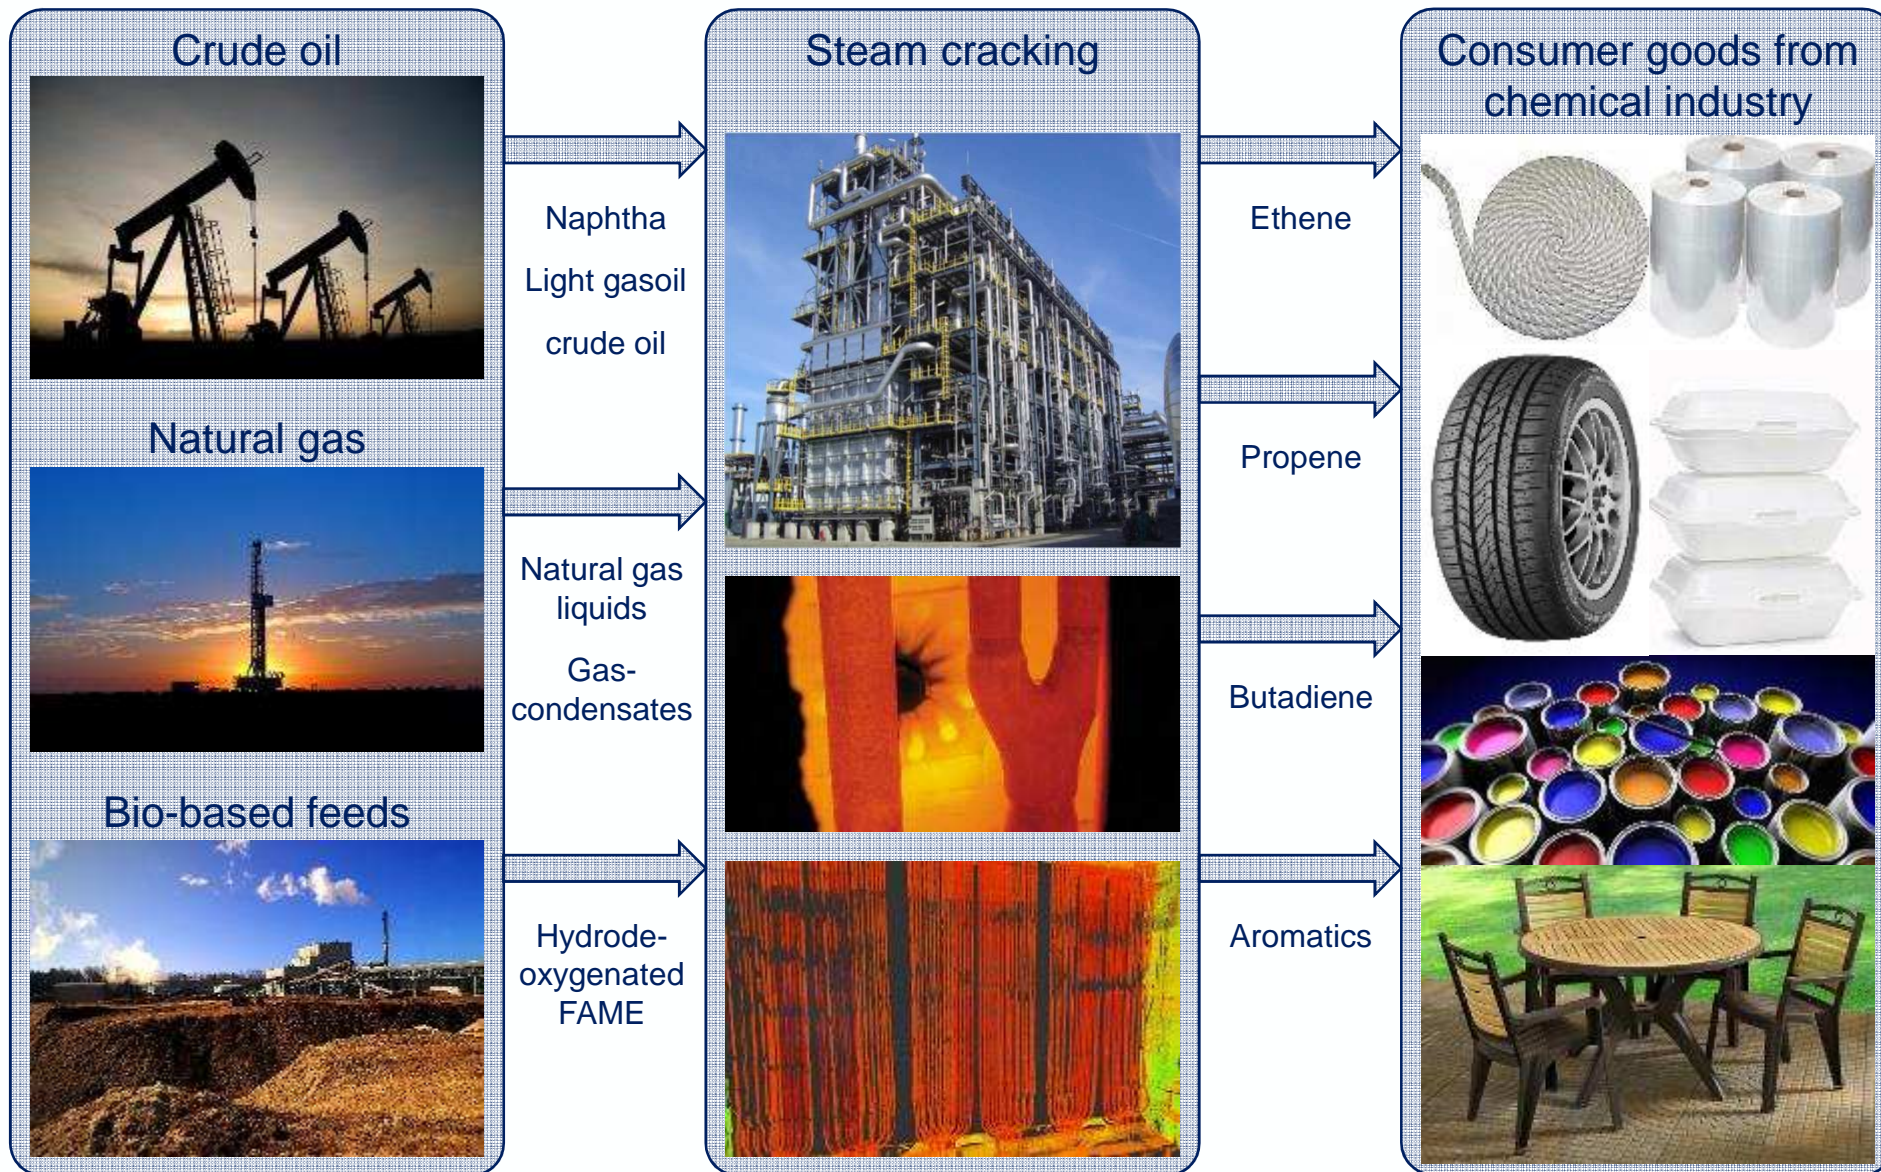 Crude oil
Natural gas
Bio-based feeds
Naphtha
Light gasoil
crude oil
Natural gas
liquids
Gas-
condensates
Hydrode-
oxygenated
FAME
Steam cracking
Ethene
Propene
Butadiene
Aromatics
Consumer goods from
chemical industry